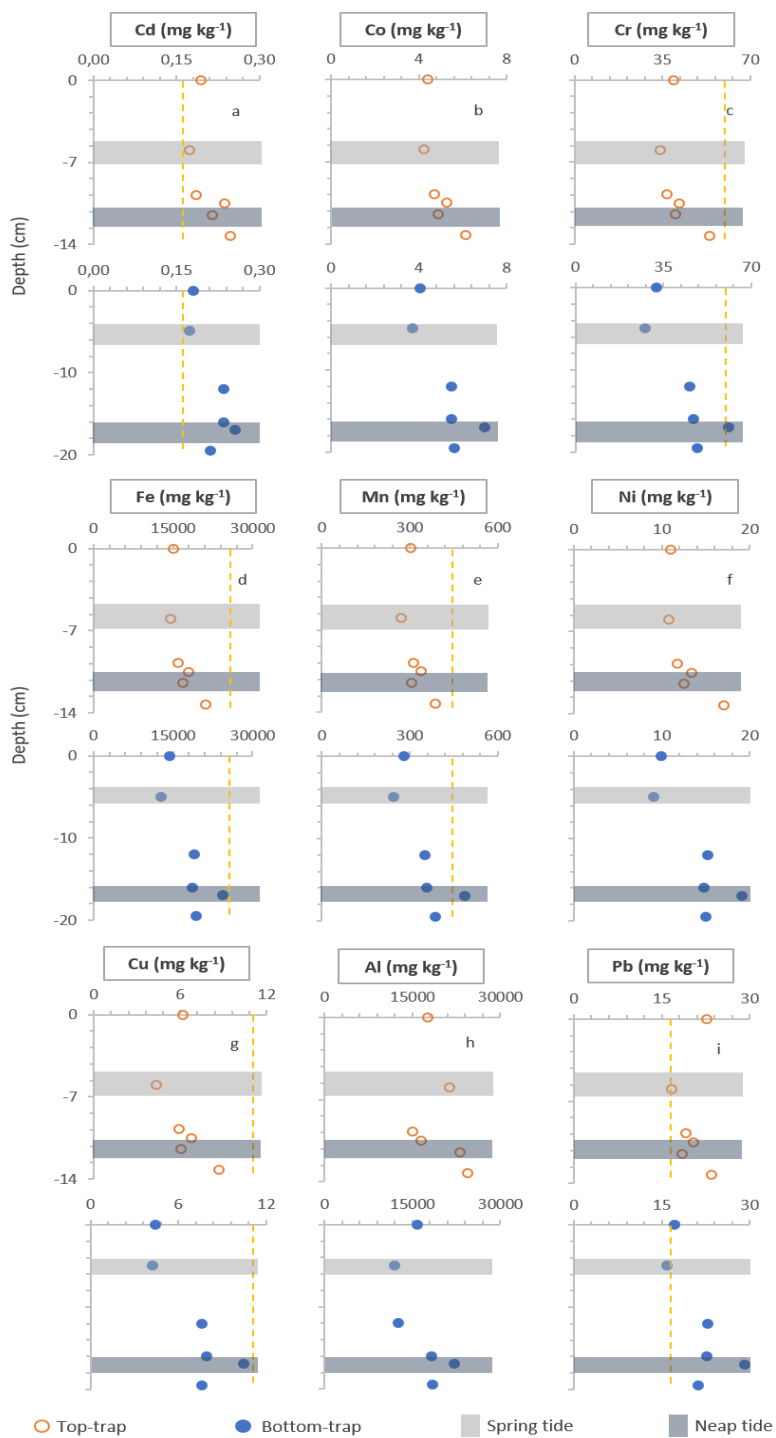 Cd (mg kg⁻¹) Co (mg kg⁻¹) Cr (mg kg⁻¹)
0,00 0,15 0,30 0 4 8 0 35 70
0
a b c
-7
-14
0,00 0,15 0,30 0 4 8 0 35 70
0
-10
-20
Depth (cm)
Fe (mg kg⁻¹) Mn (mg kg⁻¹) Ni (mg kg⁻¹)
0 15000 30000 0 300 600 0 10 20
0
d e f
-7
-14
0 15000 30000 0 300 600 0 10 20
0
-10
-20
Depth (cm)
Cu (mg kg⁻¹) Al (mg kg⁻¹) Pb (mg kg⁻¹)
0 6 12 0 15000 30000 0 15 30
0
g h i
-7
-14
0 6 12 0 15000 30000 0 15 30
Top-trap Bottom-trap Spring tide Neap tide